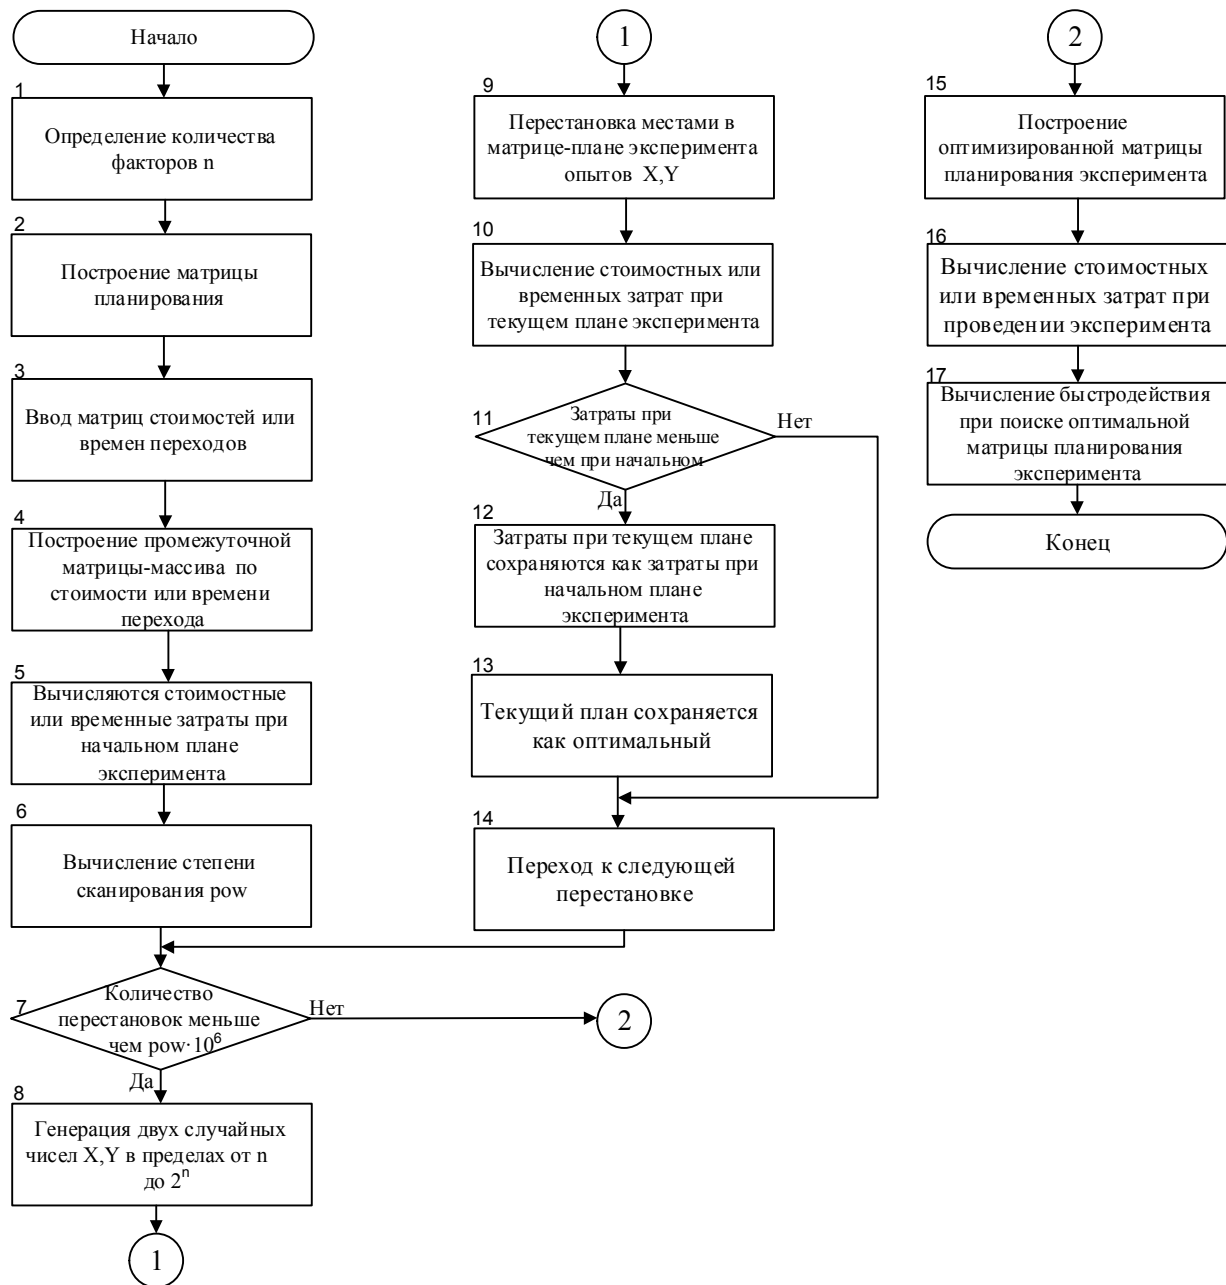 Начало
1
Определение количества
факторов n
2
Построение матрицы
планирования
3
Ввод матриц стоимостей или
времен переходов
4
Построение промежуточной
матрицы-массива по
стоимости или времени
перехода
5
Вычисляются стоимостные
или временные затраты при
начальном плане
эксперимента
6
Вычисление степени
сканирования pow
7
Количество
перестановок меньше
чем pow·10⁶
Нет
2
Да
8
Генерация двух случайных
чисел X,Y в пределах от n
до 2ⁿ
1
1
9
Перестановка местами в
матрице-плане эксперимента
опытов X,Y
10
Вычисление стоимостных или
временных затрат при
текущем плане эксперимента
11
Затраты при
текущем плане меньше
чем при начальном
Нет
Да
12
Затраты при текущем плане
сохраняются как затраты при
начальном плане
эксперимента
13
Текущий план сохраняется
как оптимальный
14
Переход к следующей
перестановке
2
15
Построение
оптимизированной матрицы
планирования эксперимента
16
Вычисление стоимостных
или временных затрат при
проведении эксперимента
17
Вычисление быстродействия
при поиске оптимальной
матрицы планирования
эксперимента
Конец